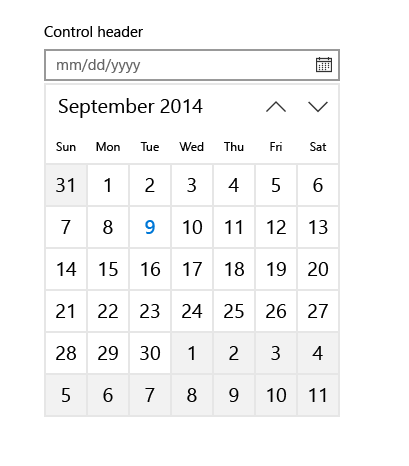 Control header
mm/dd/yyyy
September 2014
Sun Mon Tue Wed Thu Fri Sat
31 1 2 3 4 5 6
7 8 9 10 11 12 13
14 15 16 17 18 19 20
21 22 23 24 25 26 27
28 29 30 1 2 3 4
5 6 7 8 9 10 11